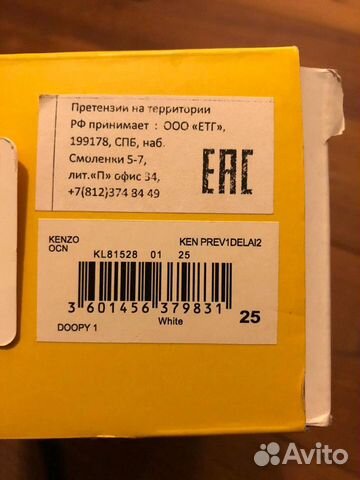 Претензии на территории
РФ принимает : ООО «ЕТГ»,
199178, СПБ, наб.
Смоленки 5-7,
лит.«П» офис 34,
+7(812)374 84 49
EAC
KENZO KEN PREV1DELAI2
OCN KL81528 01 25
3 601456 379831 25
DOOPY 1 White
Avito